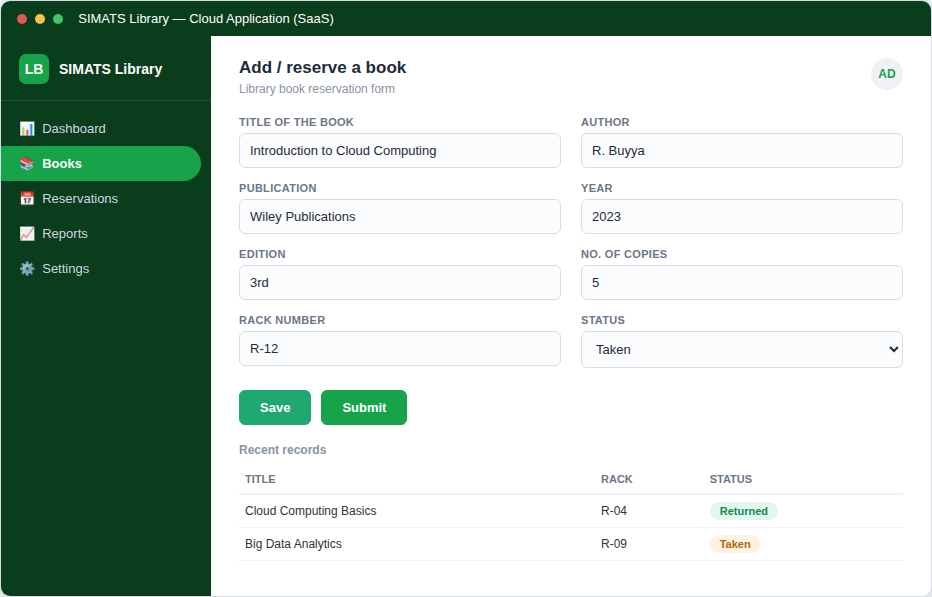 SIMATS Library — Cloud Application (SaaS)
LB SIMATS Library
Dashboard
Books
Reservations
Reports
Settings
Add / reserve a book
Library book reservation form
AD
TITLE OF THE BOOK AUTHOR
Introduction to Cloud Computing R. Buyya
PUBLICATION YEAR
Wiley Publications 2023
EDITION NO. OF COPIES
3rd 5
RACK NUMBER STATUS
R-12 Taken
Save Submit
Recent records
TITLE RACK STATUS
Cloud Computing Basics R-04 Returned
Big Data Analytics R-09 Taken